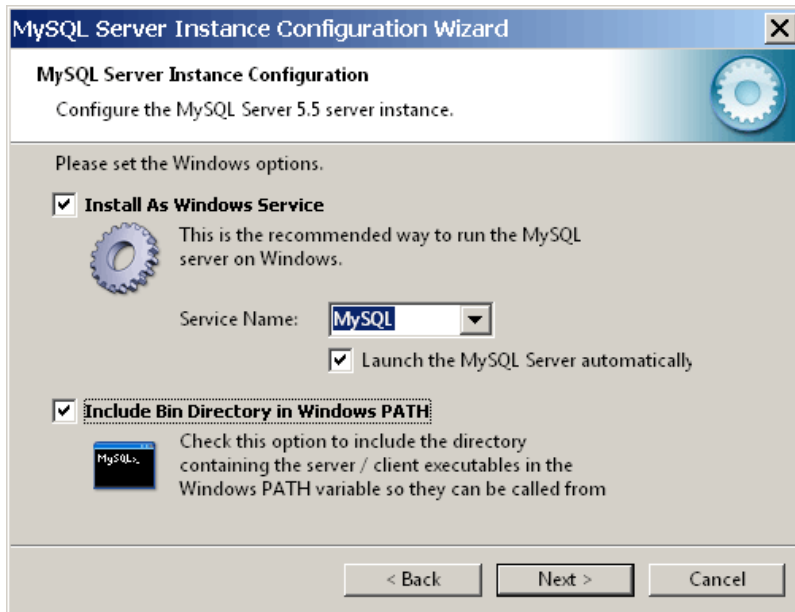 MySQL Server Instance Configuration Wizard
MySQL Server Instance Configuration
Configure the MySQL Server 5.5 server instance.
Please set the Windows options.
Install As Windows Service
This is the recommended way to run the MySQL
server on Windows.
Service Name: MySQL
Launch the MySQL Server automatically
Include Bin Directory in Windows PATH
MySQL>_
Check this option to include the directory
containing the server / client executables in the
Windows PATH variable so they can be called from
< Back Next > Cancel